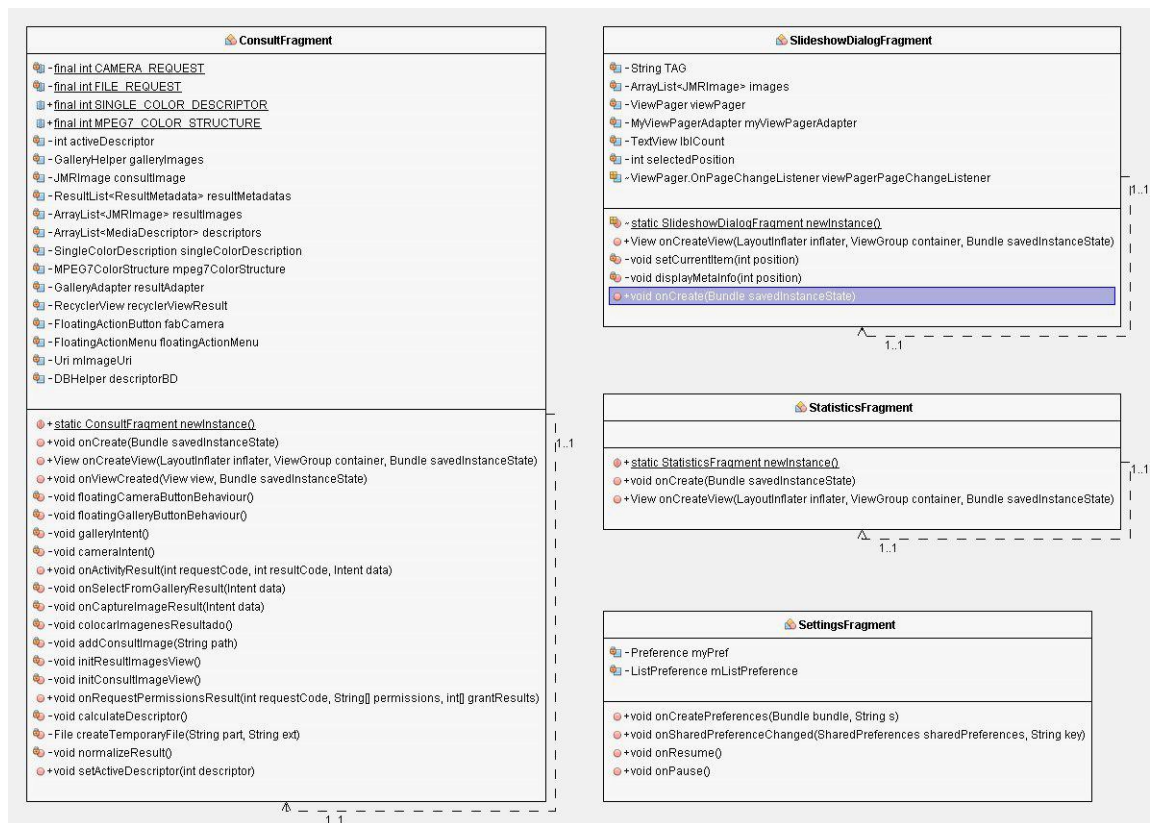 ConsultFragment
-final int CAMERA_REQUEST
-final int FILE_REQUEST
+final int SINGLE_COLOR_DESCRIPTOR
+final int MPEG7_COLOR_STRUCTURE
-int activeDescriptor
-GalleryHelper galleryImages
-JMRImage consultImage
-ResultList<ResultMetadata> resultMetadatas
-ArrayList<JMRImage> resultImages
-ArrayList<MediaDescriptor> descriptors
-SingleColorDescription singleColorDescription
-MPEG7ColorStructure mpeg7ColorStructure
-GalleryAdapter resultAdapter
-RecyclerView recyclerViewResult
-FloatingActionButton fabCamera
-FloatingActionMenu floatingActionMenu
-Uri mImageUri
-DBHelper descriptorBD
+static ConsultFragment newInstance()
+void onCreate(Bundle savedInstanceState)
+View onCreateView(LayoutInflater inflater, ViewGroup container, Bundle savedInstanceState)
+void onViewCreated(View view, Bundle savedInstanceState)
-void floatingCameraButtonBehaviour()
-void floatingGalleryButtonBehaviour()
-void galleryIntent()
-void cameraIntent()
+void onActivityResult(int requestCode, int resultCode, Intent data)
-void onSelectFromGalleryResult(Intent data)
-void onCaptureImageResult(Intent data)
-void colocarImagenesResultado()
-void addConsultImage(String path)
-void initResultImagesView()
-void initConsultImageView()
+void onRequestPermissionsResult(int requestCode, String[] permissions, int[] grantResults)
-void calculateDescriptor()
-File createTemporaryFile(String part, String ext)
-void normalizeResult()
+void setActiveDescriptor(int descriptor)
1..1
1..1
SlideshowDialogFragment
-String TAG
-ArrayList<JMRImage> images
-ViewPager viewPager
-MyViewPagerAdapter myViewPagerAdapter
-TextView lblCount
-int selectedPosition
~ViewPager.OnPageChangeListener viewPagerPageChangeListener
~static SlideshowDialogFragment newInstance()
+View onCreateView(LayoutInflater inflater, ViewGroup container, Bundle savedInstanceState)
-void setCurrentItem(int position)
-void displayMetaInfo(int position)
+void onCreate(Bundle savedInstanceState)
1..1
1..1
StatisticsFragment
+static StatisticsFragment newInstance()
+void onCreate(Bundle savedInstanceState)
+View onCreateView(LayoutInflater inflater, ViewGroup container, Bundle savedInstanceState)
1..1
1..1
SettingsFragment
-Preference myPref
-ListPreference mListPreference
+void onCreatePreferences(Bundle bundle, String s)
+void onSharedPreferenceChanged(SharedPreferences sharedPreferences, String key)
+void onResume()
+void onPause()